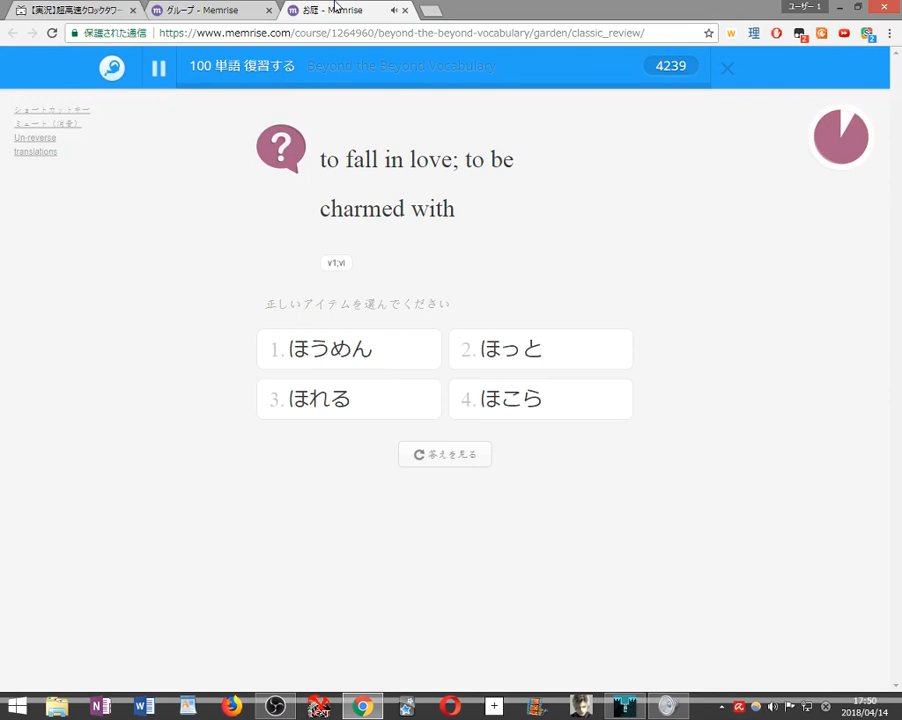 【実況】超高速クロックタワー
グループ - Memrise
お歴 - Memrise
ユーザー 1
保護された通信
https://www.memrise.com/course/1264960/beyond-the-beyond-vocabulary/garden/classic_review/
100 単語 復習する
Beyond the Beyond Vocabulary
4239
ショートカットキー
Un-reverse
translations
to fall in love; to be
charmed with
v1;vi
正しいアイテムを選んでください
1. ほうめん
2. ほっと
3. ほれる
4. ほこら
答えを見る
17:50
2018/04/14